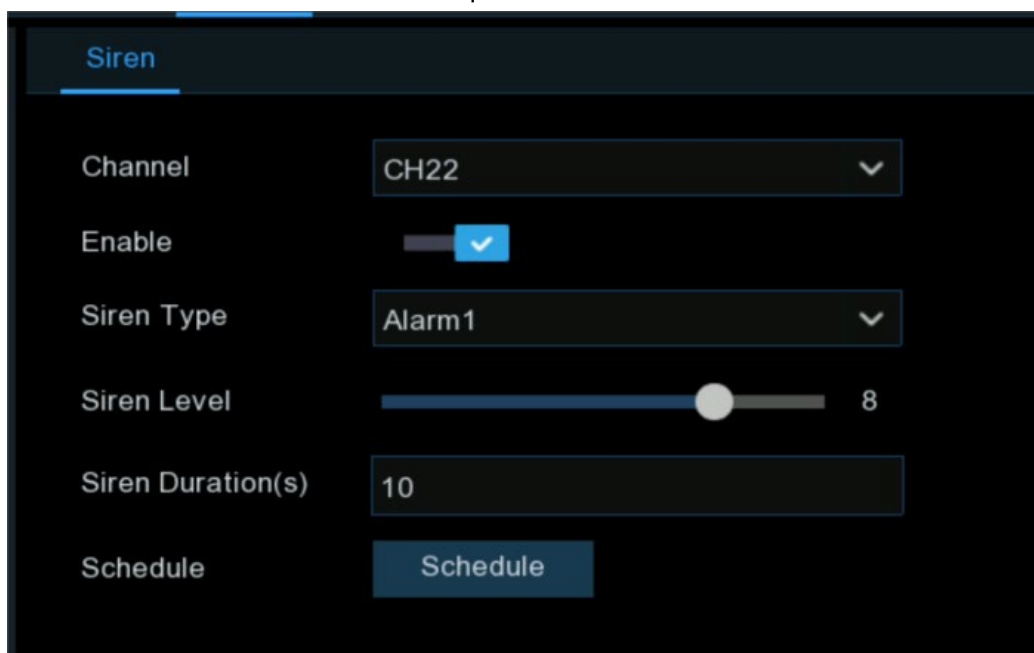 Siren
Channel CH22
Enable
Siren Type Alarm1
Siren Level 8
Siren Duration(s) 10
Schedule Schedule